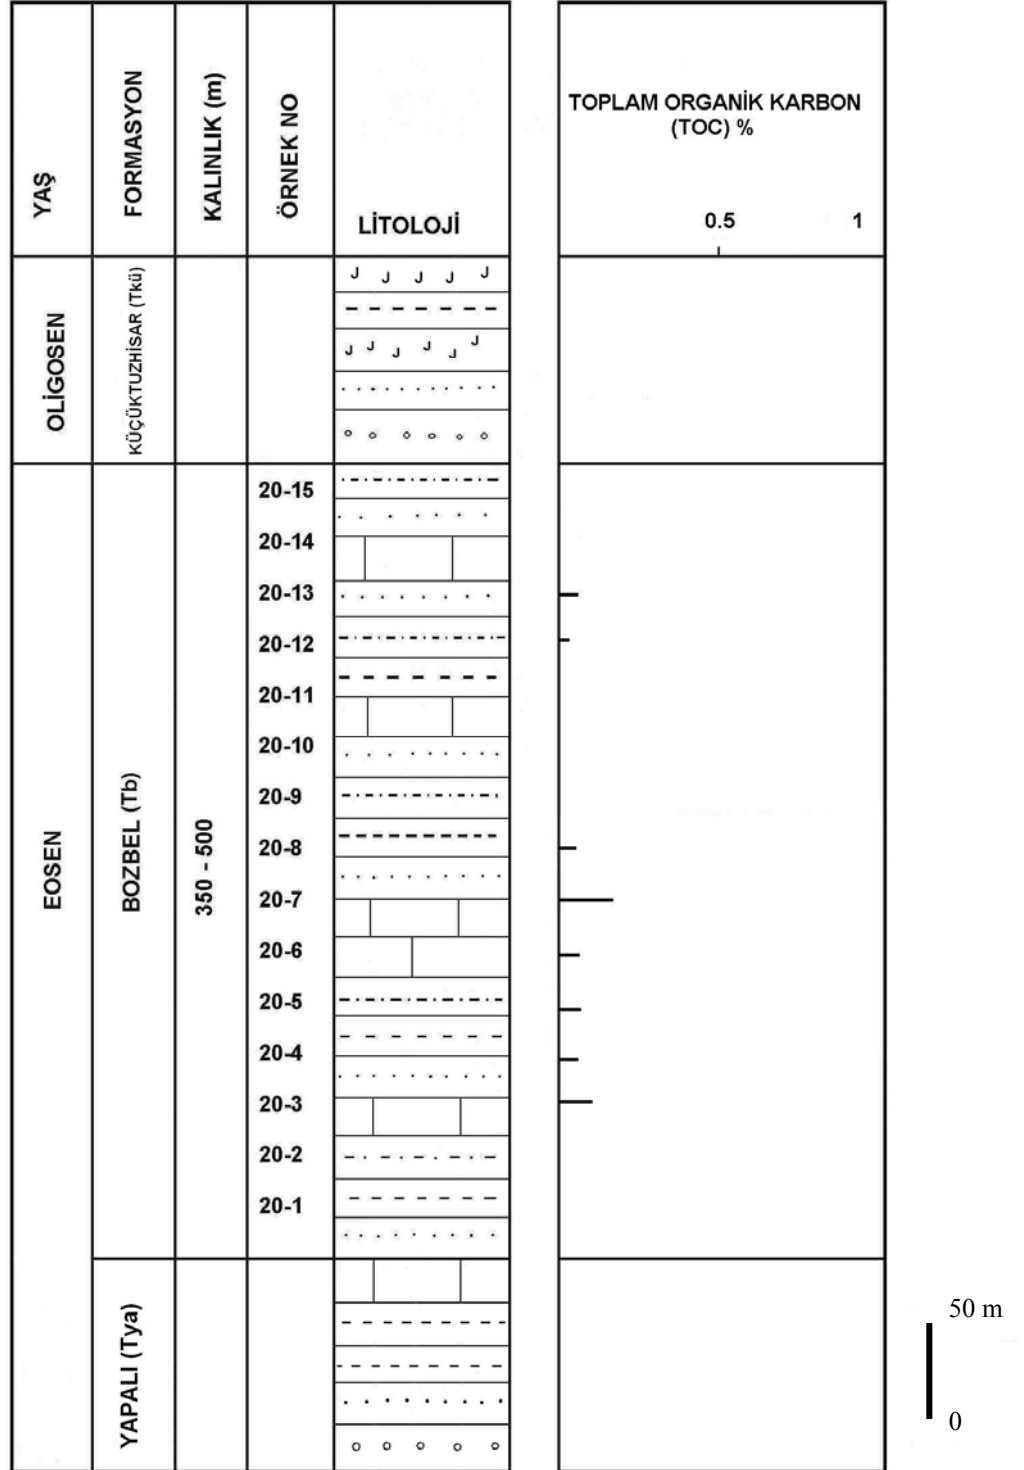 YAŞ
FORMASYON
KALINLIK (m)
ÖRNEK NO
LİTOLOJİ
TOPLAM ORGANİK KARBON
(TOC) %
0.5
1
OLİGOSEN
KÜÇÜKTUZHİSAR (Tkü)
EOSEN
BOZBEL (Tb)
350 - 500
20-15
20-14
20-13
20-12
20-11
20-10
20-9
20-8
20-7
20-6
20-5
20-4
20-3
20-2
20-1
YAPALI (Tya)
50 m
0